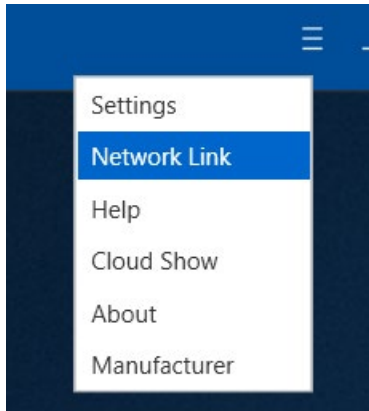 Settings
Network Link
Help
Cloud Show
About
Manufacturer